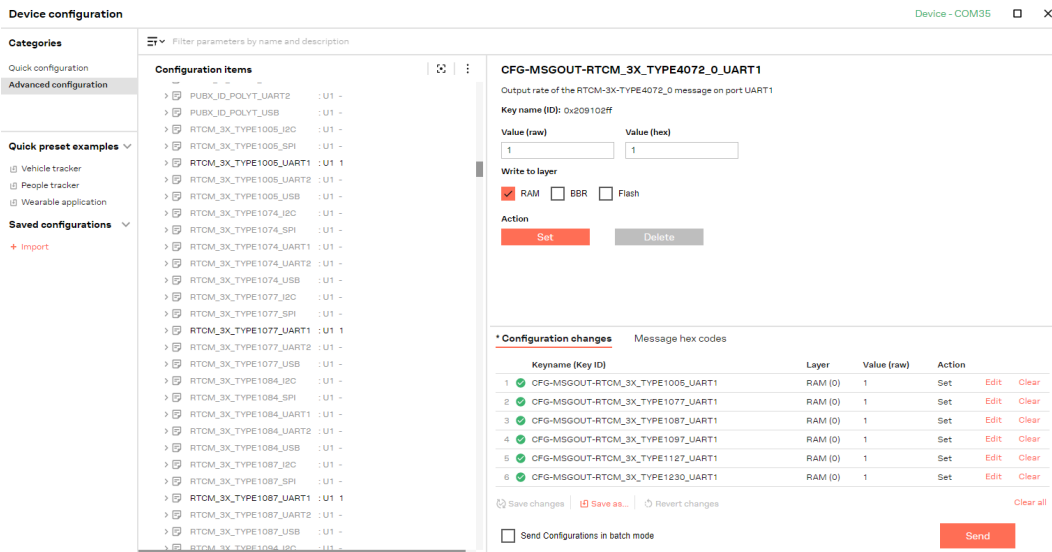 Device configuration
Device - COM35
Categories
Quick configuration
Advanced configuration
Quick preset examples
Vehicle tracker
People tracker
Wearable application
Saved configurations
+ Import
Filter parameters by name and description
Configuration items
PUBX_ID_POLYT_UART2 : U1 -
PUBX_ID_POLYT_USB : U1 -
RTCM_3X_TYPE1005_I2C : U1 -
RTCM_3X_TYPE1005_SPI : U1 -
RTCM_3X_TYPE1005_UART1 : U1 1
RTCM_3X_TYPE1005_UART2 : U1 -
RTCM_3X_TYPE1005_USB : U1 -
RTCM_3X_TYPE1074_I2C : U1 -
RTCM_3X_TYPE1074_SPI : U1 -
RTCM_3X_TYPE1074_UART1 : U1 -
RTCM_3X_TYPE1074_UART2 : U1 -
RTCM_3X_TYPE1074_USB : U1 -
RTCM_3X_TYPE1077_I2C : U1 -
RTCM_3X_TYPE1077_SPI : U1 -
RTCM_3X_TYPE1077_UART1 : U1 1
RTCM_3X_TYPE1077_UART2 : U1 -
RTCM_3X_TYPE1077_USB : U1 -
RTCM_3X_TYPE1084_I2C : U1 -
RTCM_3X_TYPE1084_SPI : U1 -
RTCM_3X_TYPE1084_UART1 : U1 -
RTCM_3X_TYPE1084_UART2 : U1 -
RTCM_3X_TYPE1084_USB : U1 -
RTCM_3X_TYPE1087_I2C : U1 -
RTCM_3X_TYPE1087_SPI : U1 -
RTCM_3X_TYPE1087_UART1 : U1 1
RTCM_3X_TYPE1087_UART2 : U1 -
RTCM_3X_TYPE1087_USB : U1 -
RTCM_3X_TYPE1094_I2C : U1 -
CFG-MSGOUT-RTCM_3X_TYPE4072_0_UART1
Output rate of the RTCM-3X-TYPE4072_0 message on port UART1
Key name (ID): 0x209102ff
Value (raw) Value (hex)
1 1
Write to layer
RAM BBR Flash
Action
Set Delete
* Configuration changes Message hex codes
Keyname (Key ID) Layer Value (raw) Action
1 CFG-MSGOUT-RTCM_3X_TYPE1005_UART1 RAM (0) 1 Set Edit Clear
2 CFG-MSGOUT-RTCM_3X_TYPE1077_UART1 RAM (0) 1 Set Edit Clear
3 CFG-MSGOUT-RTCM_3X_TYPE1087_UART1 RAM (0) 1 Set Edit Clear
4 CFG-MSGOUT-RTCM_3X_TYPE1097_UART1 RAM (0) 1 Set Edit Clear
5 CFG-MSGOUT-RTCM_3X_TYPE1127_UART1 RAM (0) 1 Set Edit Clear
6 CFG-MSGOUT-RTCM_3X_TYPE1230_UART1 RAM (0) 1 Set Edit Clear
Save changes Save as... Revert changes Clear all
Send Configurations in batch mode Send